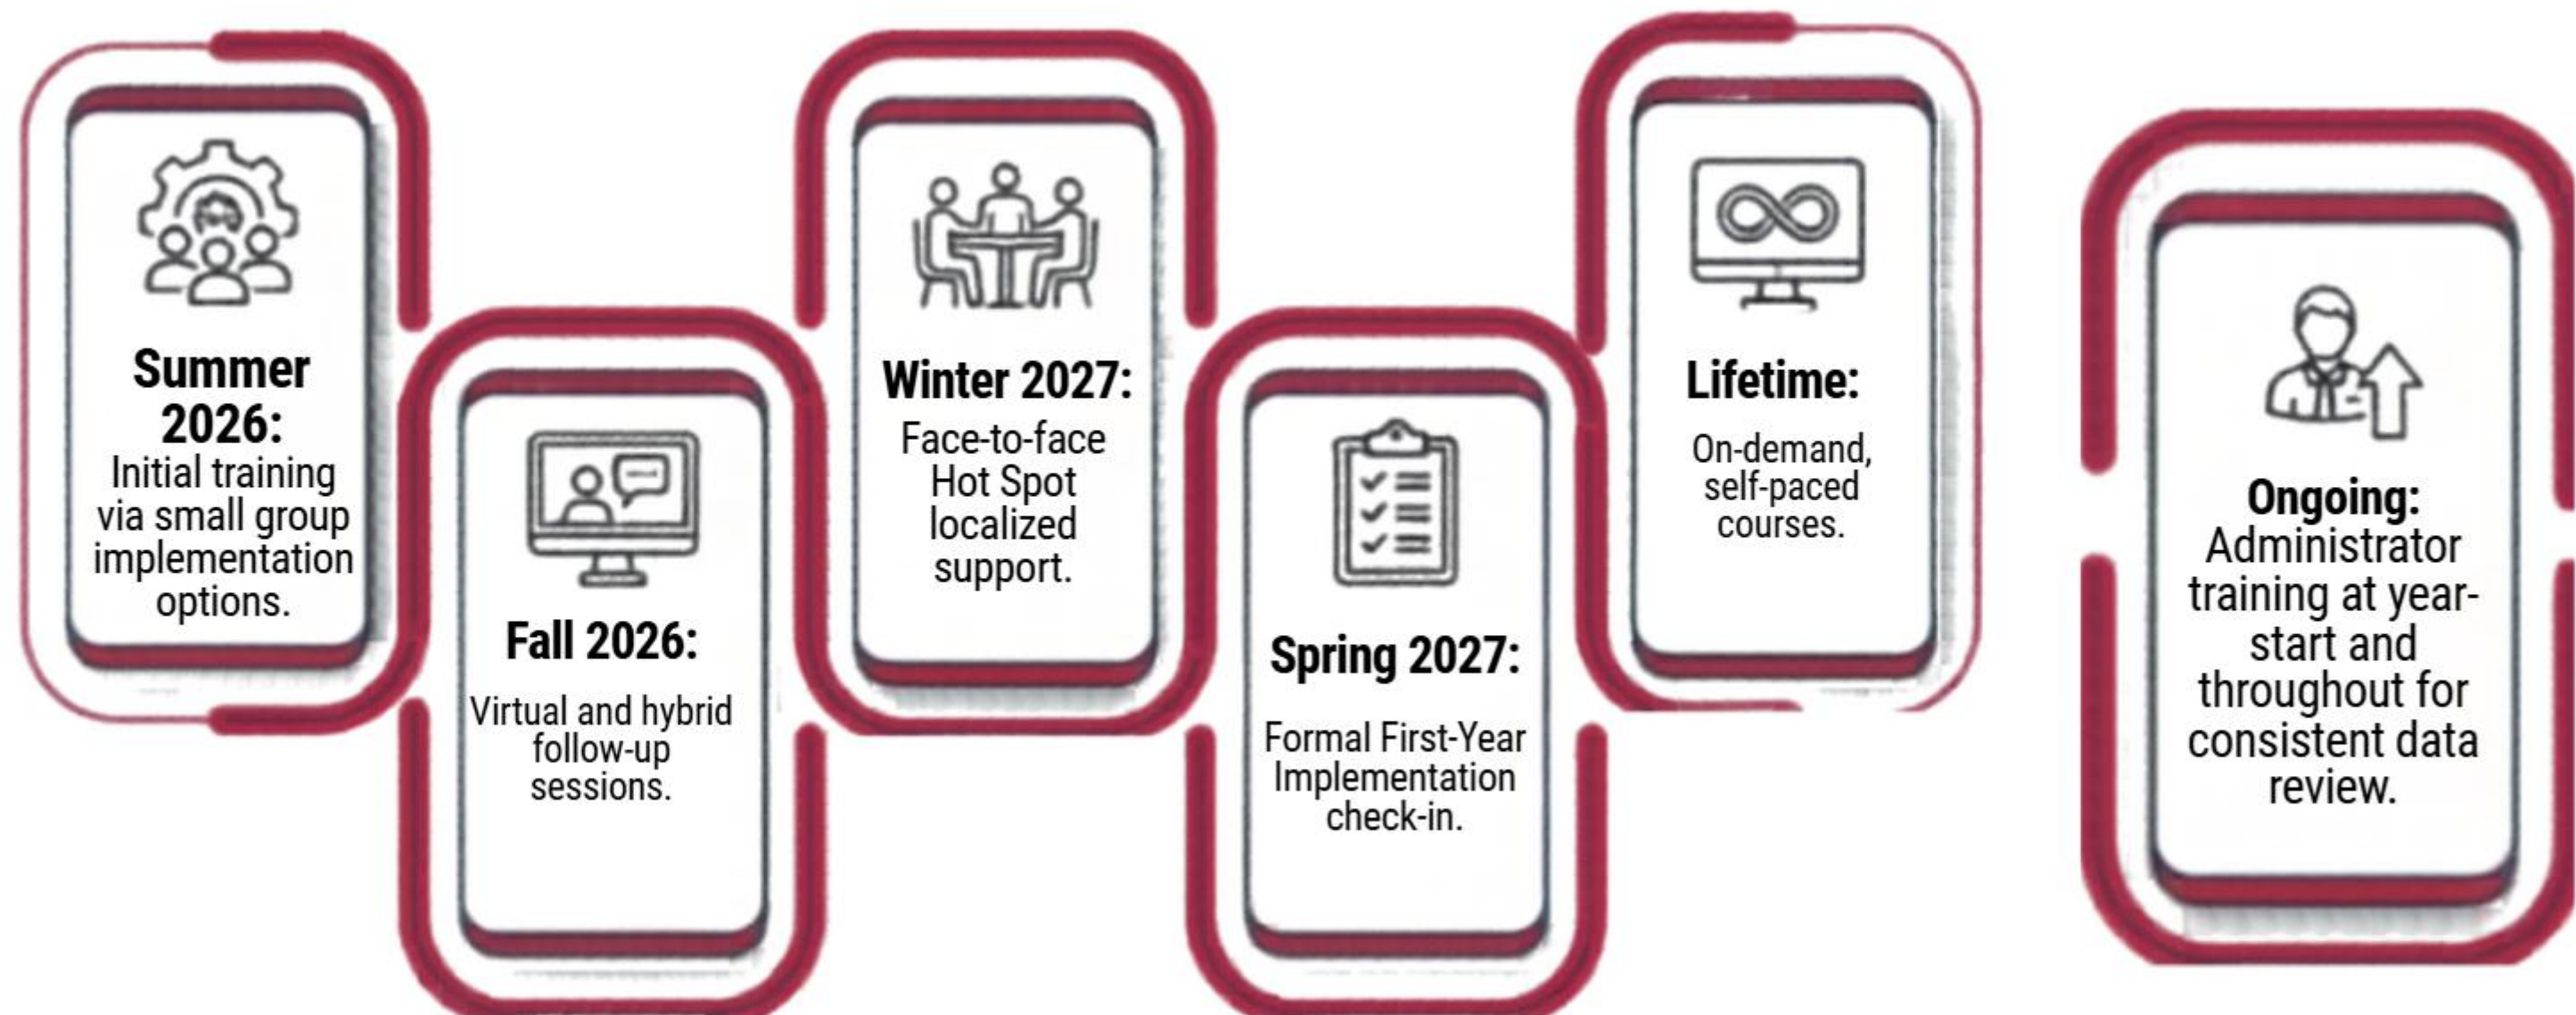 Summer
2026:
Initial training
via small group
implementation
options.
Fall 2026:
Virtual and hybrid
follow-up
sessions.
Winter 2027:
Face-to-face
Hot Spot
localized
support.
Spring 2027:
Formal First-Year
Implementation
check-in.
Lifetime:
On-demand,
self-paced
courses.
Ongoing:
Administrator
training at year-
start and
throughout for
consistent data
review.